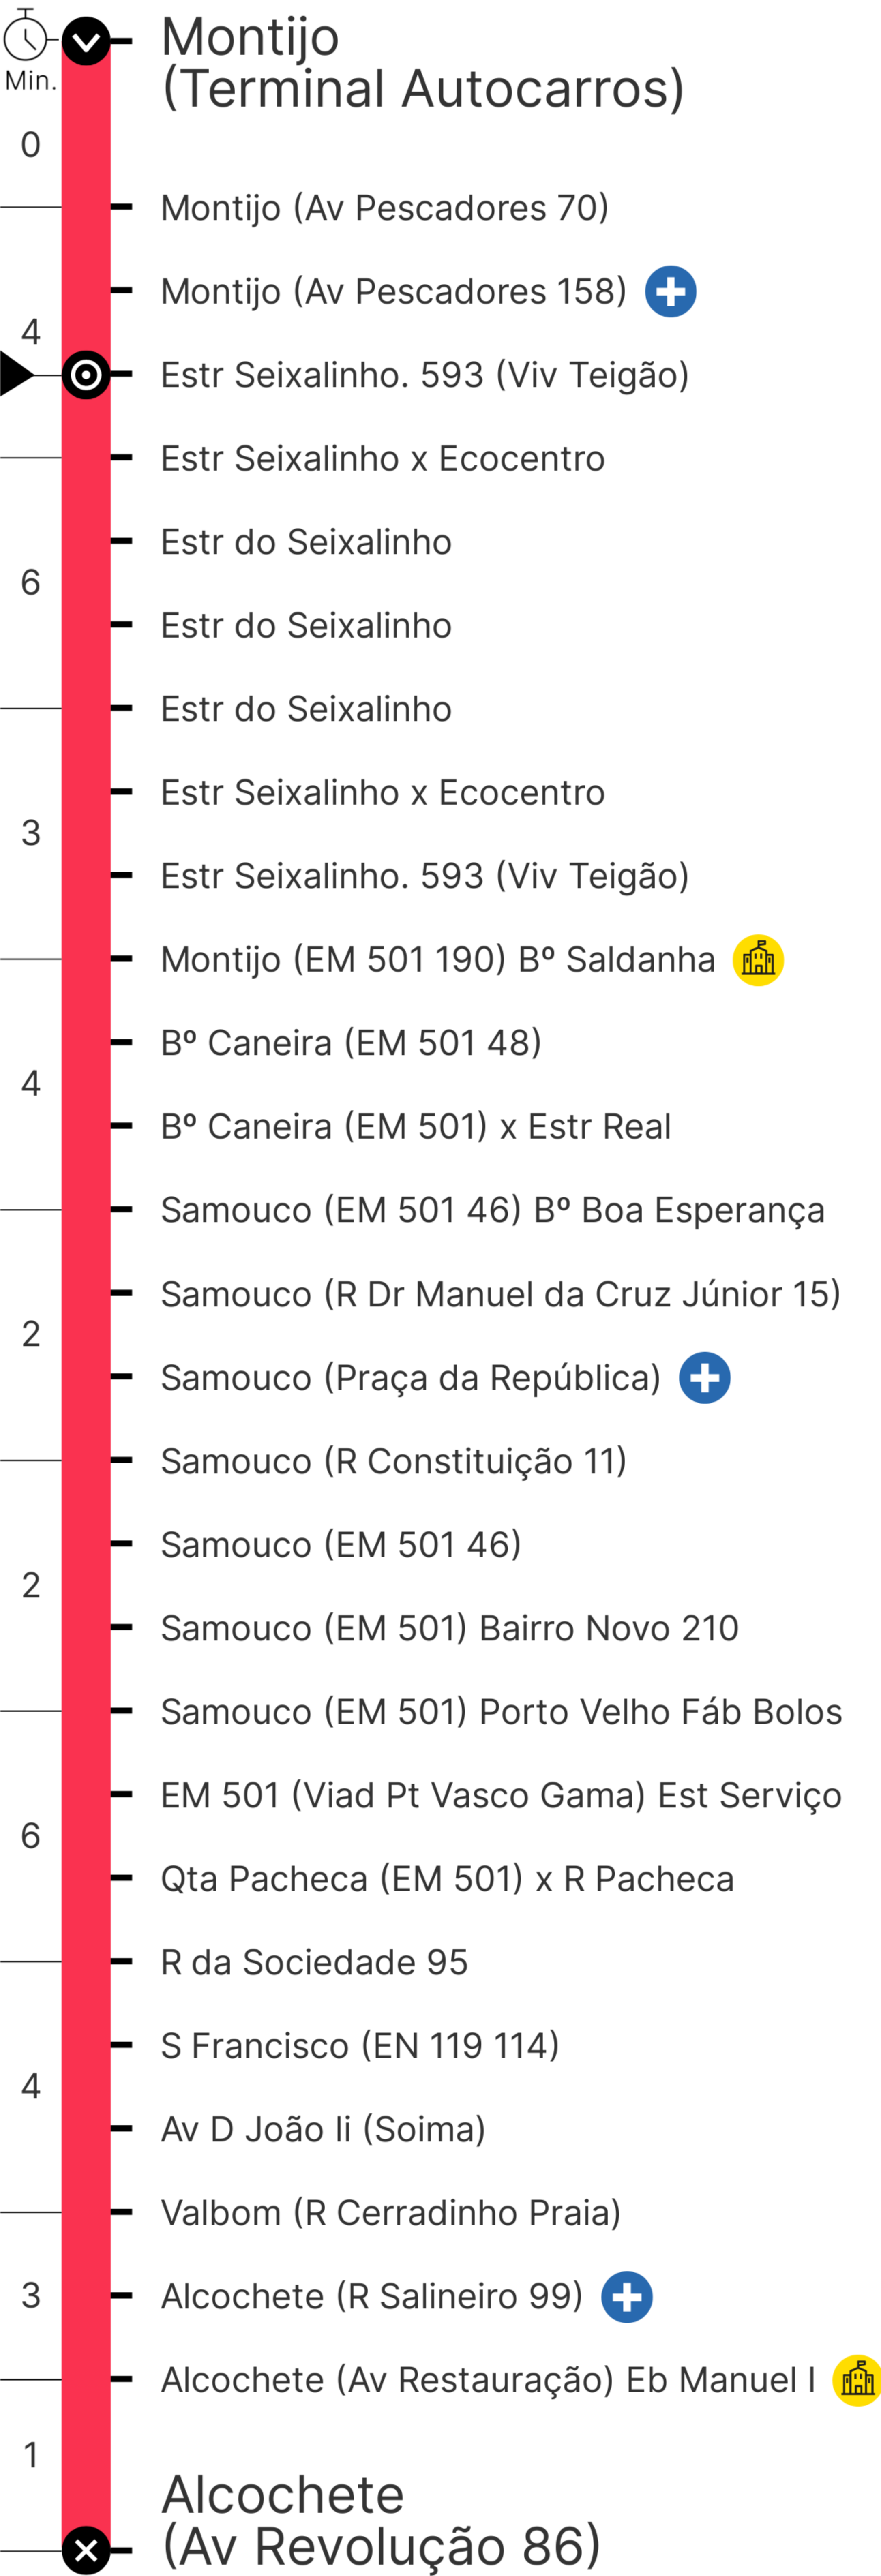 Montijo
(Terminal Autocarros)
Min.
0
Montijo (Av Pescadores 70)
Montijo (Av Pescadores 158)
4
Estr Seixalinho. 593 (Viv Teigão)
Estr Seixalinho x Ecocentro
Estr do Seixalinho
6
Estr do Seixalinho
Estr do Seixalinho
Estr Seixalinho x Ecocentro
3
Estr Seixalinho. 593 (Viv Teigão)
Montijo (EM 501 190) Bº Saldanha
Bº Caneira (EM 501 48)
4
Bº Caneira (EM 501) x Estr Real
Samouco (EM 501 46) Bº Boa Esperança
Samouco (R Dr Manuel da Cruz Júnior 15)
2
Samouco (Praça da República)
Samouco (R Constituição 11)
Samouco (EM 501 46)
2
Samouco (EM 501) Bairro Novo 210
Samouco (EM 501) Porto Velho Fáb Bolos
EM 501 (Viad Pt Vasco Gama) Est Serviço
6
Qta Pacheca (EM 501) x R Pacheca
R da Sociedade 95
S Francisco (EN 119 114)
4
Av D João Ii (Soima)
Valbom (R Cerradinho Praia)
3
Alcochete (R Salineiro 99)
Alcochete (Av Restauração) Eb Manuel I
1
Alcochete
(Av Revolução 86)